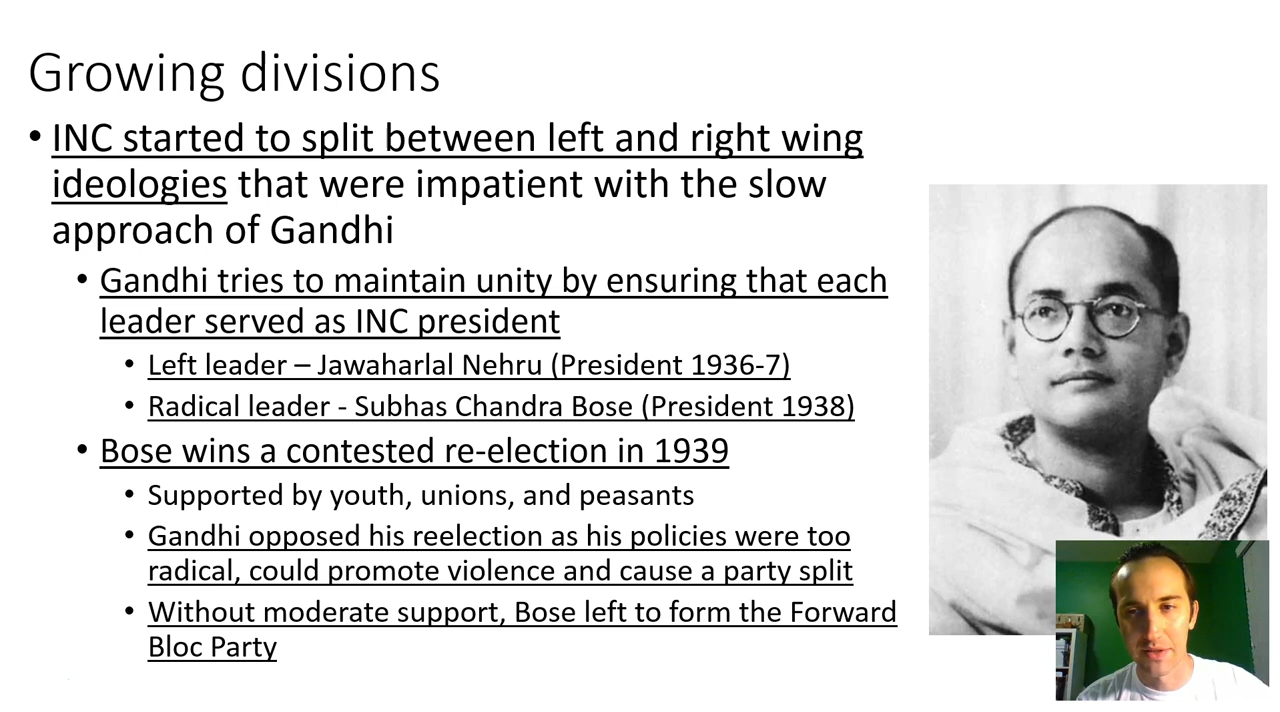 Growing divisions
• INC started to split between left and right wing
ideologies that were impatient with the slow
approach of Gandhi
• Gandhi tries to maintain unity by ensuring that each
leader served as INC president
• Left leader – Jawaharlal Nehru (President 1936-7)
• Radical leader - Subhas Chandra Bose (President 1938)
• Bose wins a contested re-election in 1939
• Supported by youth, unions, and peasants
• Gandhi opposed his reelection as his policies were too
radical, could promote violence and cause a party split
• Without moderate support, Bose left to form the Forward
Bloc Party